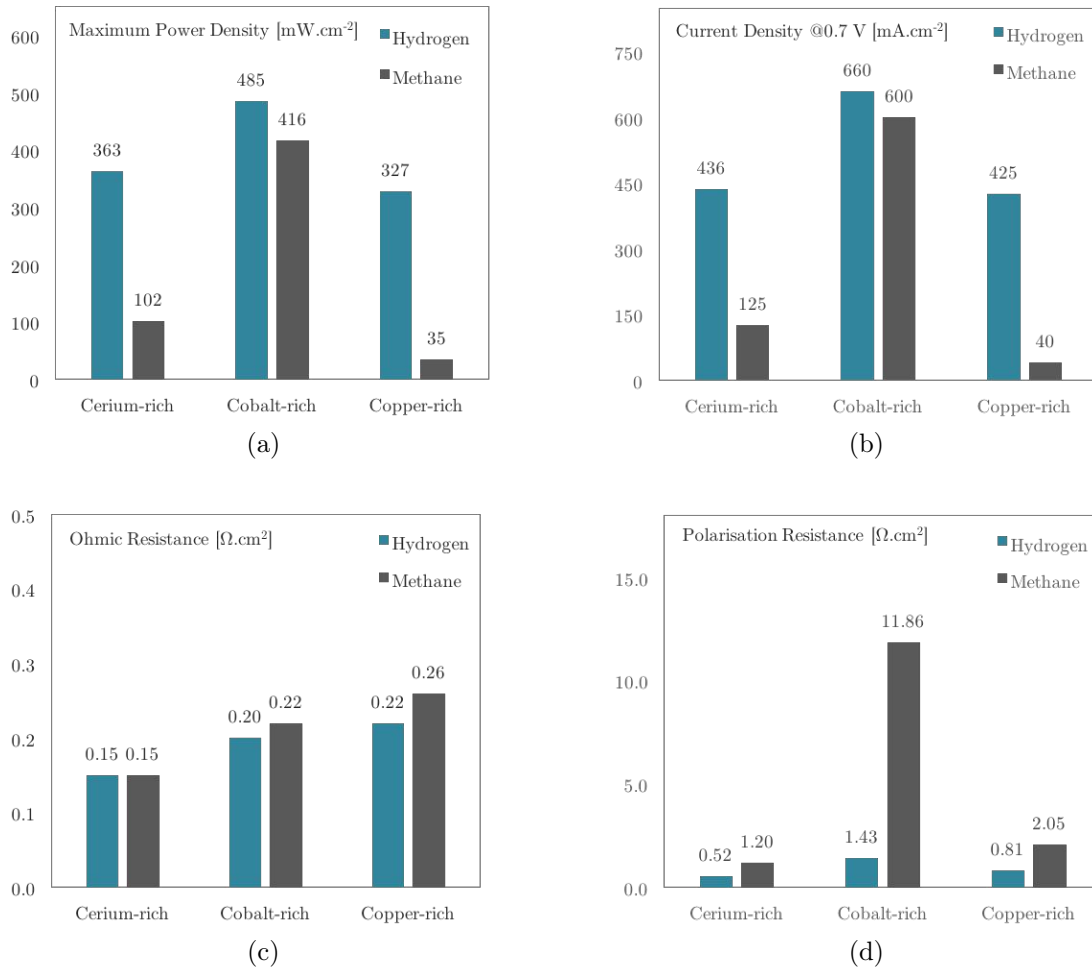 Maximum Power Density [mW.cm-2]
Hydrogen
Methane
600
500
400
300
200
100
0
363
102
485
416
327
35
Cerium-rich
Cobalt-rich
Copper-rich
(a)
Current Density @0.7 V [mA.cm-2]
Hydrogen
Methane
750
600
450
300
150
0
436
125
660
600
425
40
Cerium-rich
Cobalt-rich
Copper-rich
(b)
Ohmic Resistance [Ω.cm2]
Hydrogen
Methane
0.5
0.4
0.3
0.2
0.1
0.0
0.15
0.15
0.20
0.22
0.22
0.26
Cerium-rich
Cobalt-rich
Copper-rich
(c)
Polarisation Resistance [Ω.cm2]
Hydrogen
Methane
15.0
10.0
5.0
0.0
0.52
1.20
1.43
11.86
0.81
2.05
Cerium-rich
Cobalt-rich
Copper-rich
(d)